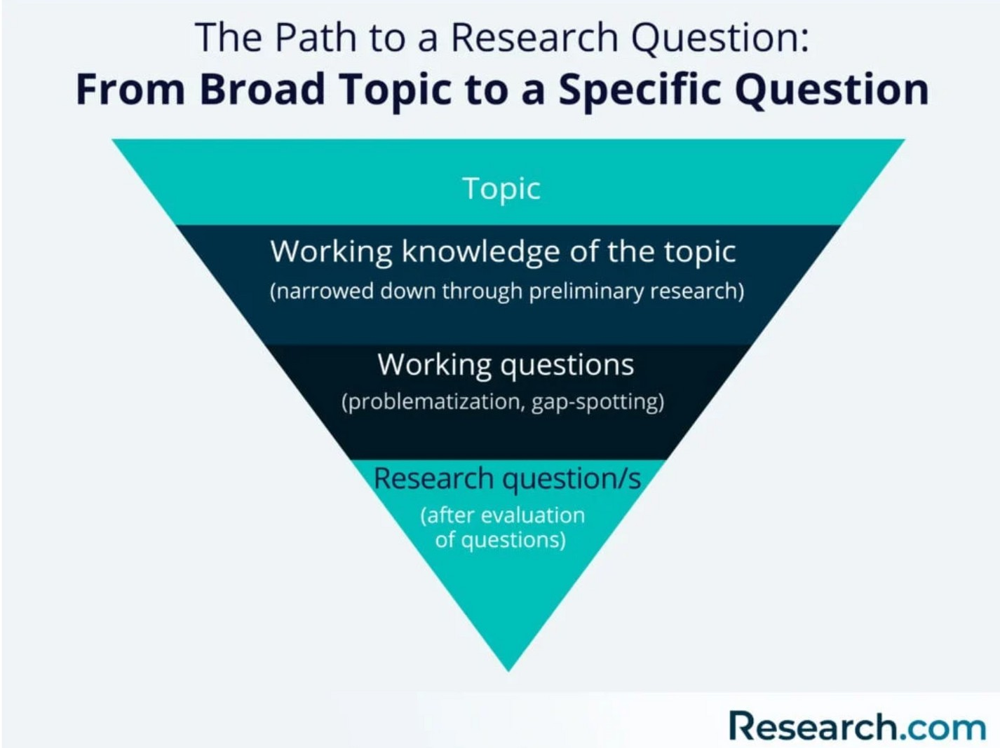 The Path to a Research Question:
From Broad Topic to a Specific Question
Topic
Working knowledge of the topic
(narrowed down through preliminary research)
Working questions
(problematization, gap-spotting)
Research question/s
(after evaluation
of questions)
Research.com